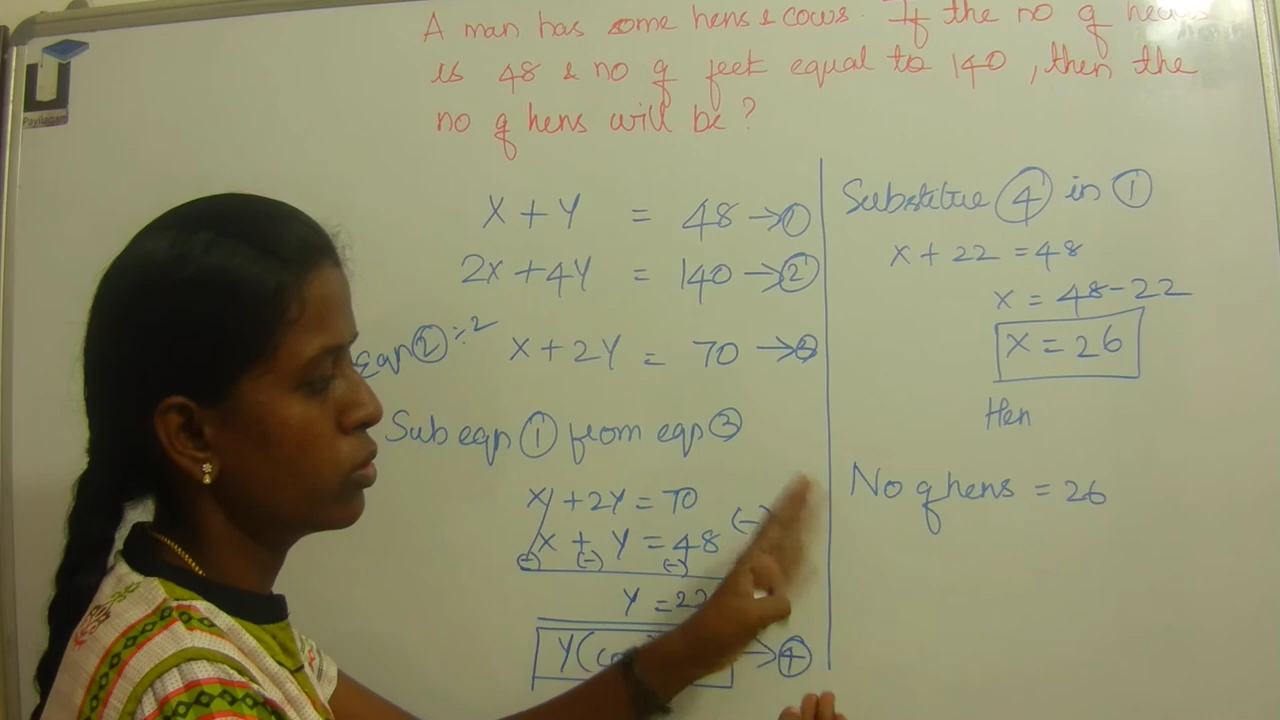 A man has some hens & cows. If the no of heads
is 48 & no of feet equal to 140, then the
no of hens will be?
Payilagam
X + Y = 48 → ①
2x + 4Y = 140 → ②
Eqn ② ÷ 2 X + 2Y = 70 → ③
Sub eqn ① from eqn ③
x + 2Y = 70
x + Y = 48 (-)
(-) (-) (-)
Y = 22
Y( → ④
Substitue ④ in ①
x + 22 = 48
x = 48 - 22
x = 26
Hen
No of hens = 26